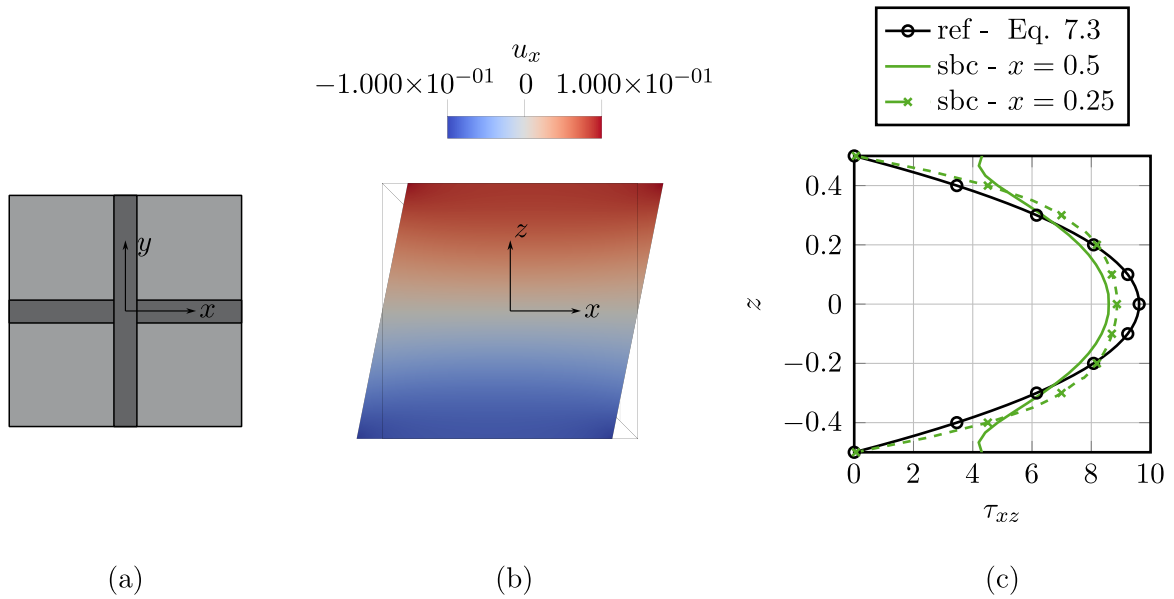 y
x
(a)
u_x
−1.000×10^−01 0 1.000×10^−01
z
x
(b)
ref - Eq. 7.3
sbc - x = 0.5
sbc - x = 0.25
z
0.4
0.2
0
−0.2
−0.4
0 2 4 6 8 10
τ_xz
(c)